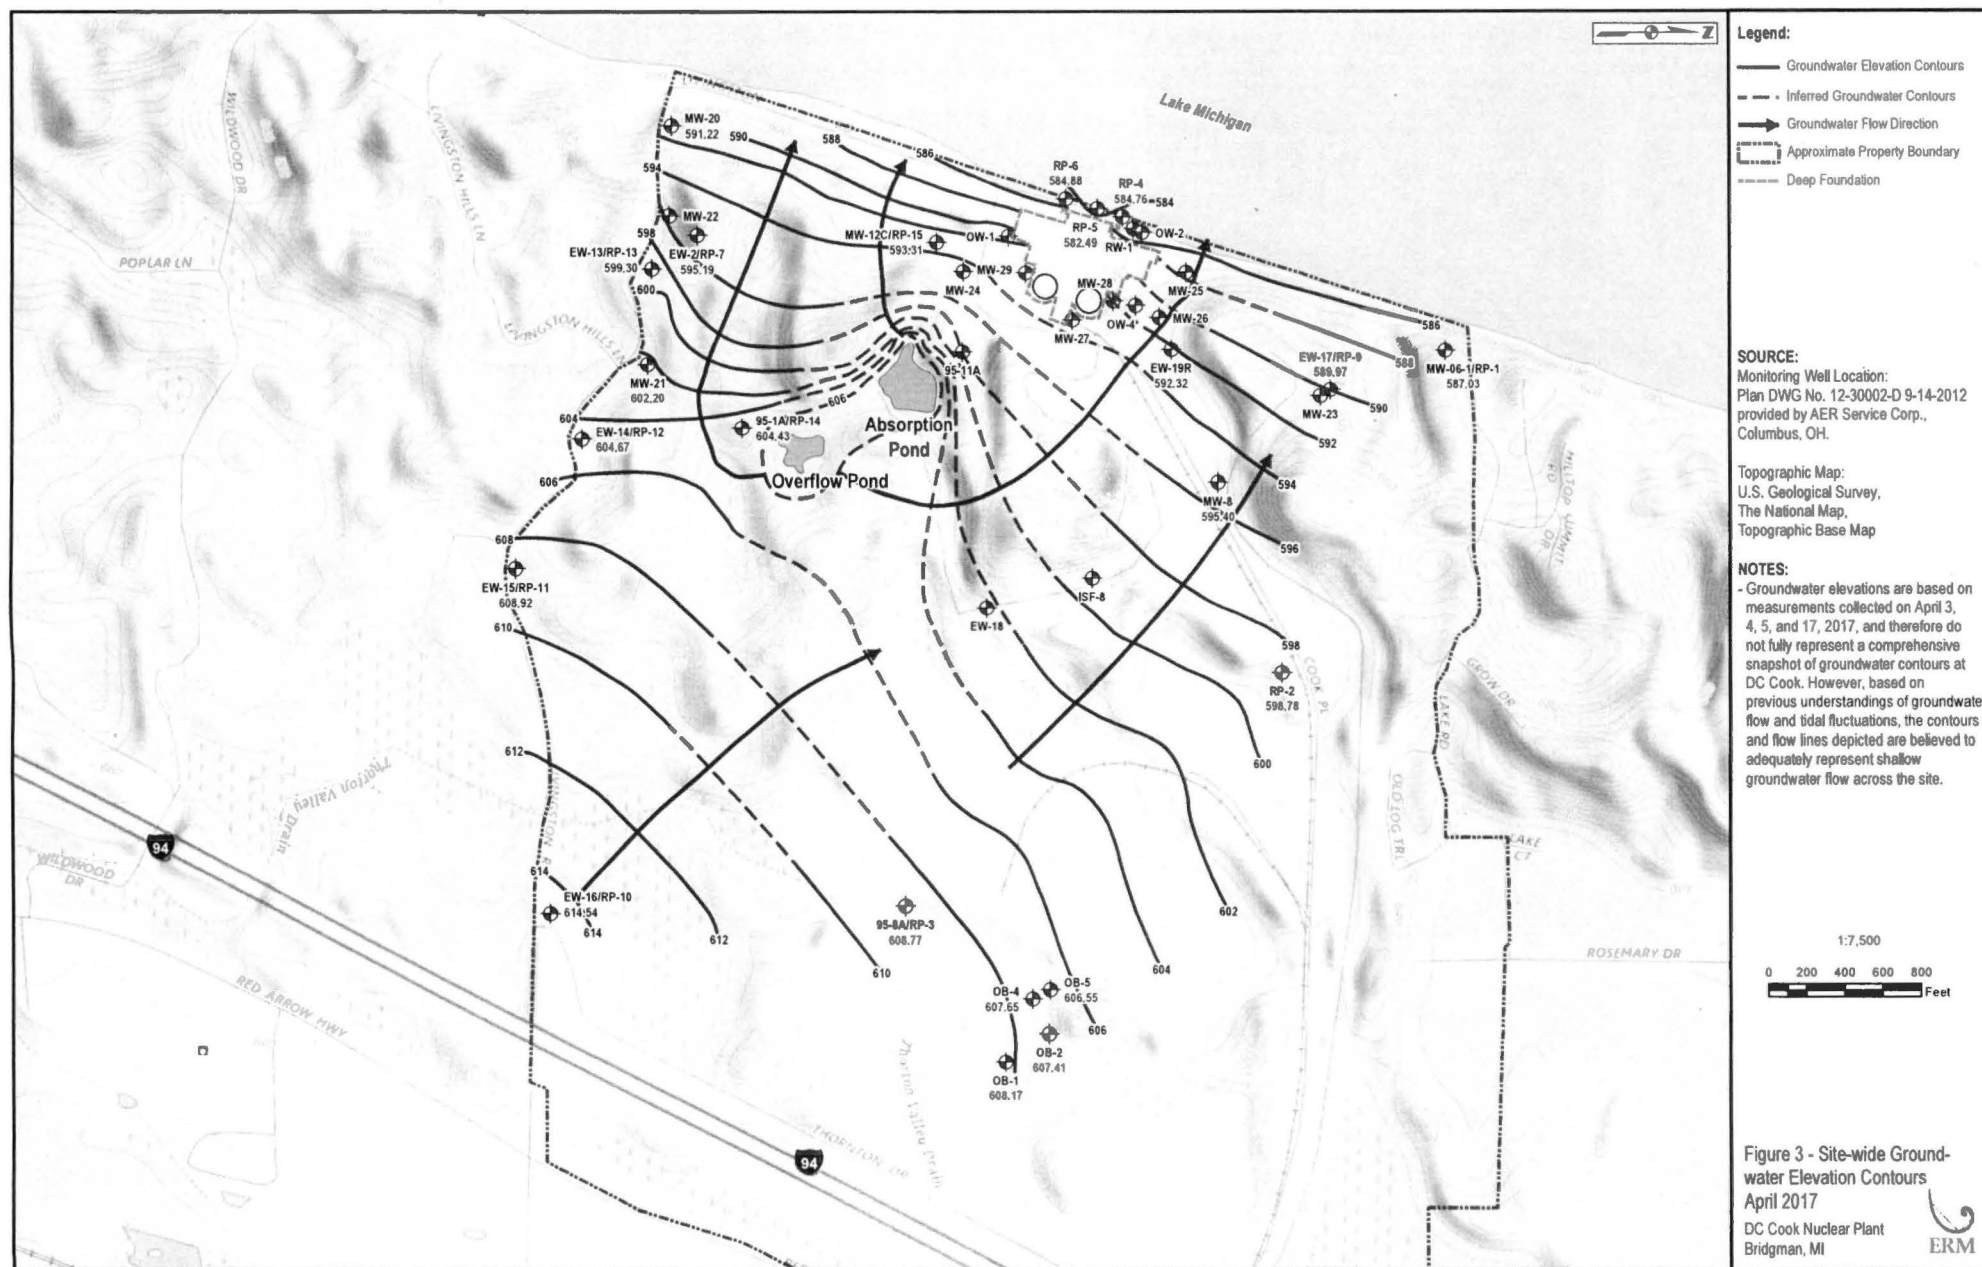 Z
Legend:
Groundwater Elevation Contours
Inferred Groundwater Contours
Groundwater Flow Direction
Approximate Property Boundary
Deep Foundation
SOURCE:
Monitoring Well Location:
Plan DWG No. 12-30002-D 9-14-2012
provided by AER Service Corp.,
Columbus, OH.
Topographic Map:
U.S. Geological Survey,
The National Map,
Topographic Base Map
NOTES:
- Groundwater elevations are based on
measurements collected on April 3,
4, 5, and 17, 2017, and therefore do
not fully represent a comprehensive
snapshot of groundwater contours at
DC Cook. However, based on
previous understandings of groundwate
flow and tidal fluctuations, the contours
and flow lines depicted are believed to
adequately represent shallow
groundwater flow across the site.
1:7,500
0 200 400 600 800
Feet
Figure 3 - Site-wide Ground-
water Elevation Contours
April 2017
DC Cook Nuclear Plant
Bridgman, MI
ERM
Lake Michigan
WILDWOOD DR
LIVINGSTON HILLS LN
POPLAR LN
LIVINGSTON HILLS LN
MW-20
591.22
590
588
586
594
RP-6
584.88
RP-4
584.76
584
MW-22
598
EW-2/RP-7
595.19
EW-13/RP-13
599.30
600
MW-12C/RP-15
593.31
OW-1
RP-5
582.49
RW-1
OW-2
MW-29
MW-24
MW-28
MW-25
OW-4
MW-26
MW-27
586
588
MW-06-1/RP-1
587.03
EW-17/RP-9
589.97
MW-23
590
EW-19R
592.32
592
MW-21
602.20
95-11A
606
604
95-1A/RP-14
604.43
EW-14/RP-12
604.67
Absorption
Pond
Overflow Pond
606
594
MW-8
595.40
596
HILLTOP SUMMIT DR
608
EW-15/RP-11
608.92
610
ISF-8
EW-18
598
RP-2
598.78
COOK PL
GROW DR
LAKE RD
612
600
Thornton Valley
Drain
OLD LOG TRL
LAKE
CT
94
WILDWOOD
DR
614
EW-16/RP-10
614.54
614
612
95-8A/RP-3
608.77
602
604
610
ROSEMARY DR
RED ARROW HWY
OB-4
607.65
OB-5
606.55
606
OB-2
607.41
OB-1
608.17
Thornton Valley Drain
94
THORNTON DR